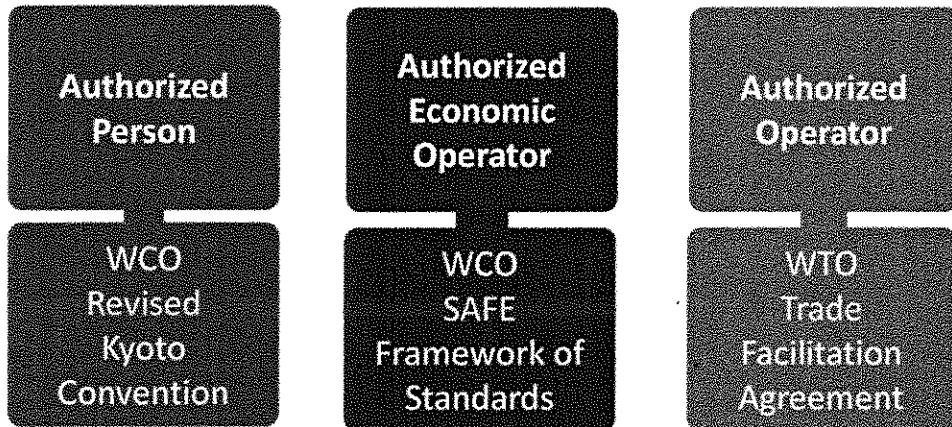 Authorized
Person
WCO
Revised
Kyoto
Convention
Authorized
Economic
Operator
WCO
SAFE
Framework of
Standards
Authorized
Operator
WTO
Trade
Facilitation
Agreement